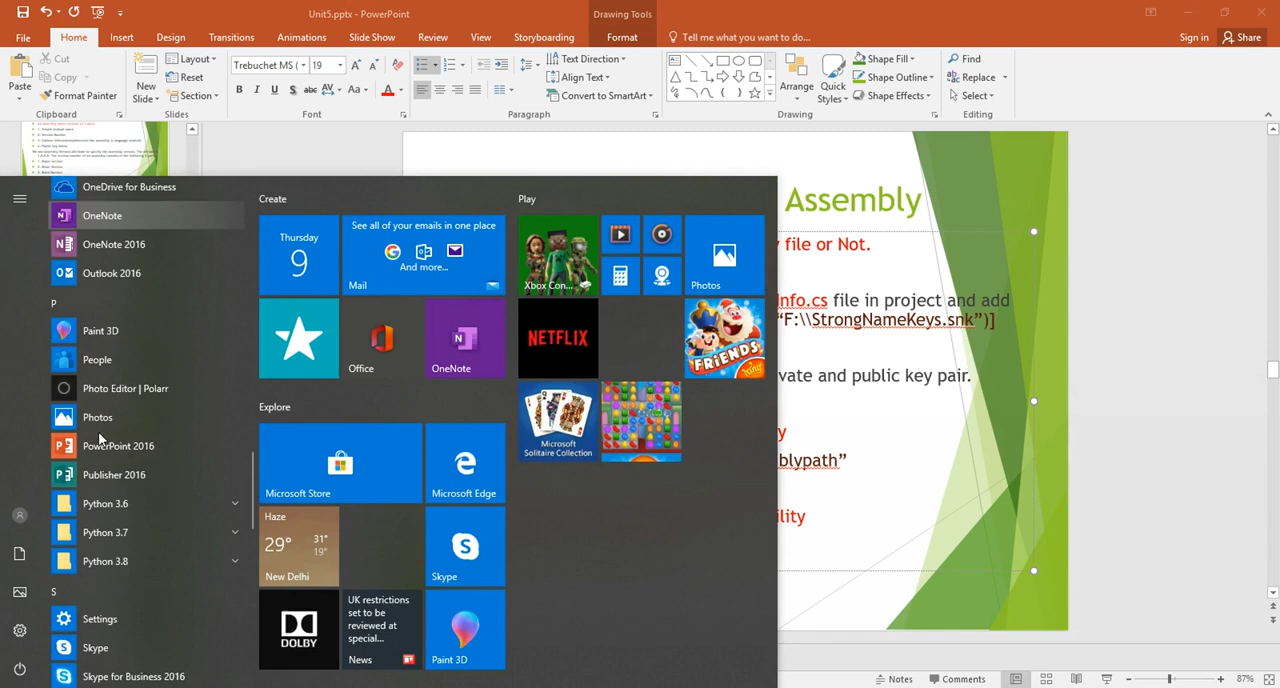 Unit5.pptx - PowerPoint
Drawing Tools
File
Home
Insert
Design
Transitions
Animations
Slide Show
Review
View
Storyboarding
Format
Tell me what you want to do...
Sign in
Share
Paste
Cut
Copy
Format Painter
New
Slide
Layout
Reset
Section
Trebuchet MS (
19
B I U S abc AV Aa A
Text Direction
Align Text
Convert to SmartArt
Arrange
Quick
Styles
Shape Fill
Shape Outline
Shape Effects
Find
Replace
Select
Clipboard
Slides
Font
Paragraph
Drawing
Editing
Assembly
y file or Not.
Info.cs file in project and add
“F:\\StrongNameKeys.snk”)]
vate and public key pair.
y
blypath”
ility
OneDrive for Business
OneNote
OneNote 2016
Outlook 2016
P
Paint 3D
People
Photo Editor | Polarr
Photos
PowerPoint 2016
Publisher 2016
Python 3.6
Python 3.7
Python 3.8
S
Settings
Skype
Skype for Business 2016
Create
Thursday
9
See all of your emails in one place
And more...
Mail
Office
OneNote
Explore
Microsoft Store
Microsoft Edge
Haze
29° 31°
19°
New Delhi
Skype
DOLBY
UK restrictions
set to be
reviewed at
special...
News
Paint 3D
Play
Xbox Con...
Photos
NETFLIX
FRIENDS
King
Microsoft
Solitaire Collection
Notes
Comments
87%